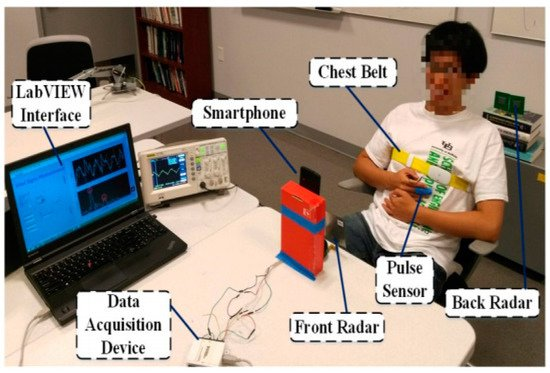 Chest Belt
LabVIEW
Interface
Smartphone
Pulse
Sensor
Back Radar
Data
Acquisition
Device
Front Radar